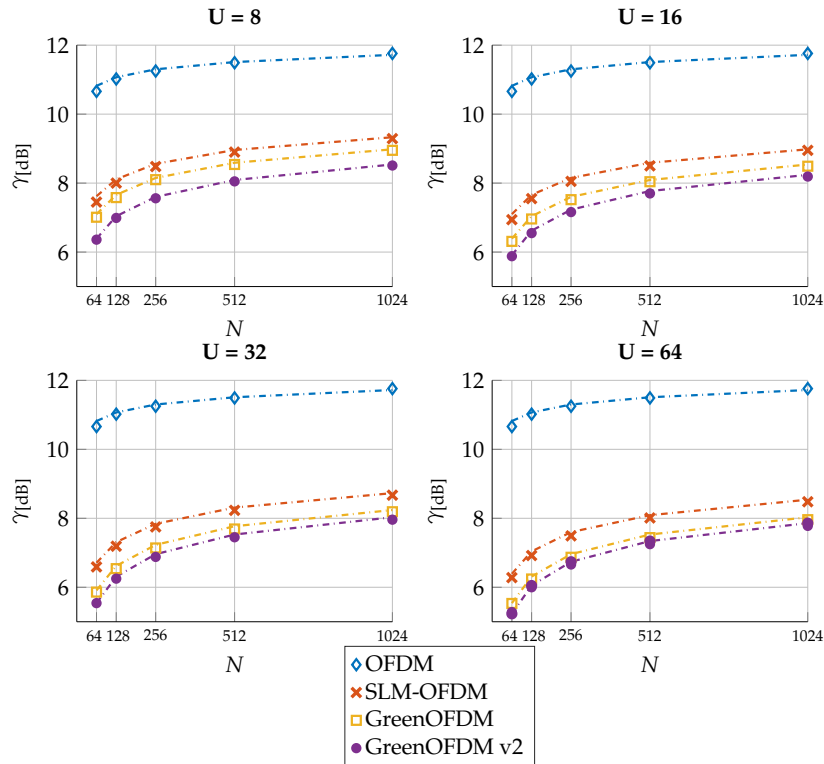 U = 8
12
10
8
6
γ[dB]
64 128 256 512 1024
N
U = 16
12
10
8
6
γ[dB]
64 128 256 512 1024
N
U = 32
12
10
8
6
γ[dB]
64 128 256 512 1024
N
U = 64
12
10
8
6
γ[dB]
64 128 256 512 1024
N
OFDM
SLM-OFDM
GreenOFDM
GreenOFDM v2